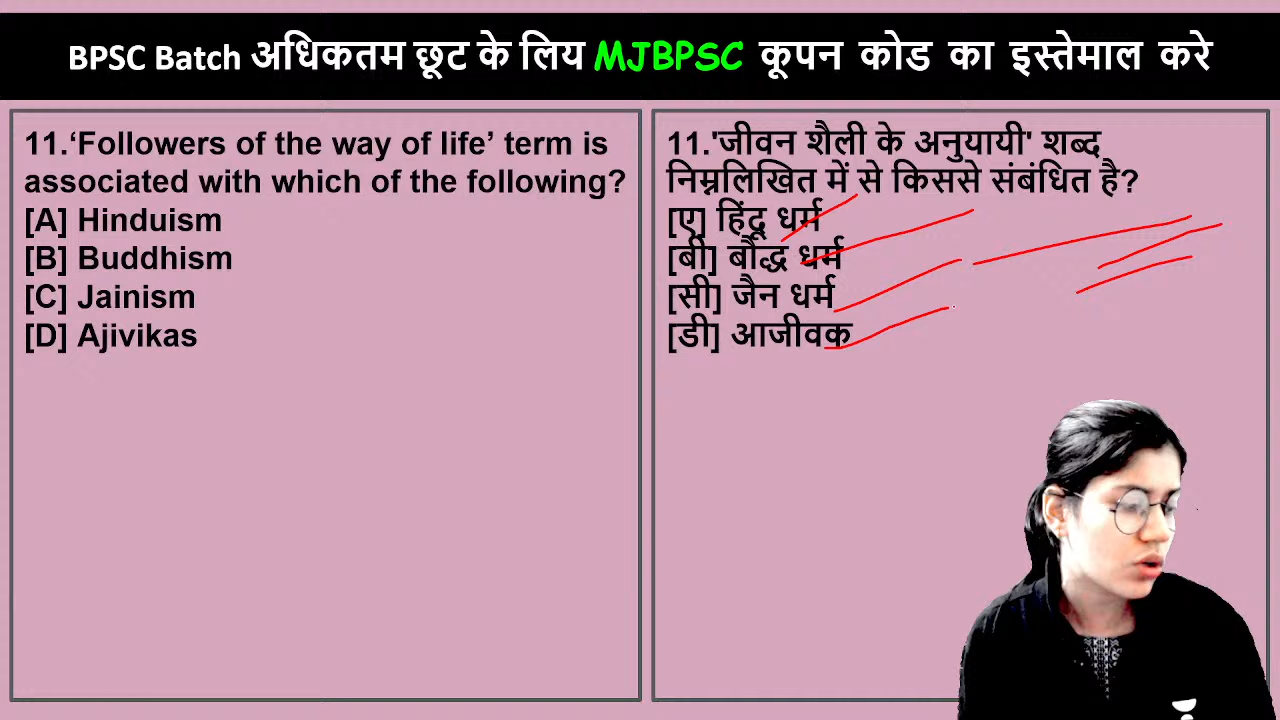 BPSC Batch अधिकतम छूट के लिय MJBPSC कूपन कोड का इस्तेमाल करे
11.‘Followers of the way of life’ term is
associated with which of the following?
[A] Hinduism
[B] Buddhism
[C] Jainism
[D] Ajivikas
11.'जीवन शैली के अनुयायी' शब्द
निम्नलिखित में से किससे संबंधित है?
[ए] हिंदू धर्म
[बी] बौद्ध धर्म
[सी] जैन धर्म
[डी] आजीवक